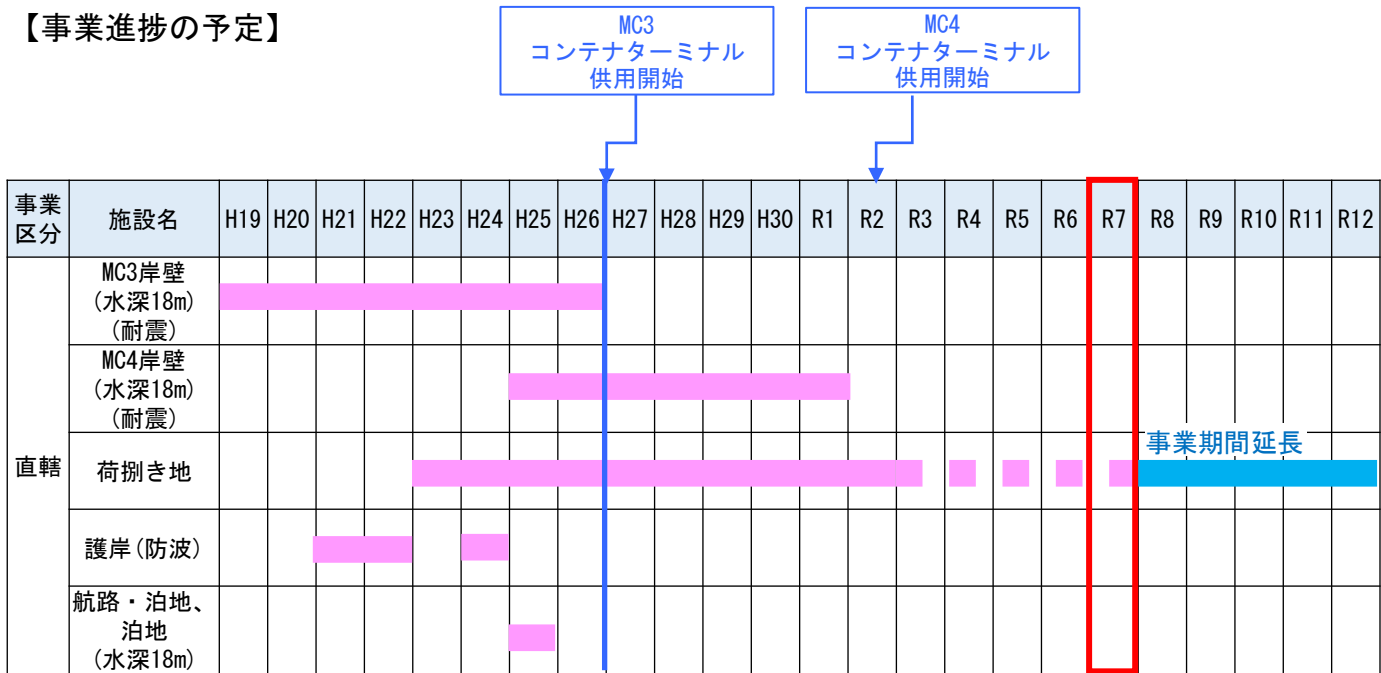 【事業進捗の予定】
MC3
コンテナターミナル
供用開始
MC4
コンテナターミナル
供用開始
事業
区分
施設名
H19 H20 H21 H22 H23 H24 H25 H26 H27 H28 H29 H30 R1 R2 R3 R4 R5 R6 R7 R8 R9 R10 R11 R12
直轄
MC3岸壁
(水深18m)
(耐震)
MC4岸壁
(水深18m)
(耐震)
荷捌き地
事業期間延長
護岸(防波)
航路・泊地、
泊地
(水深18m)